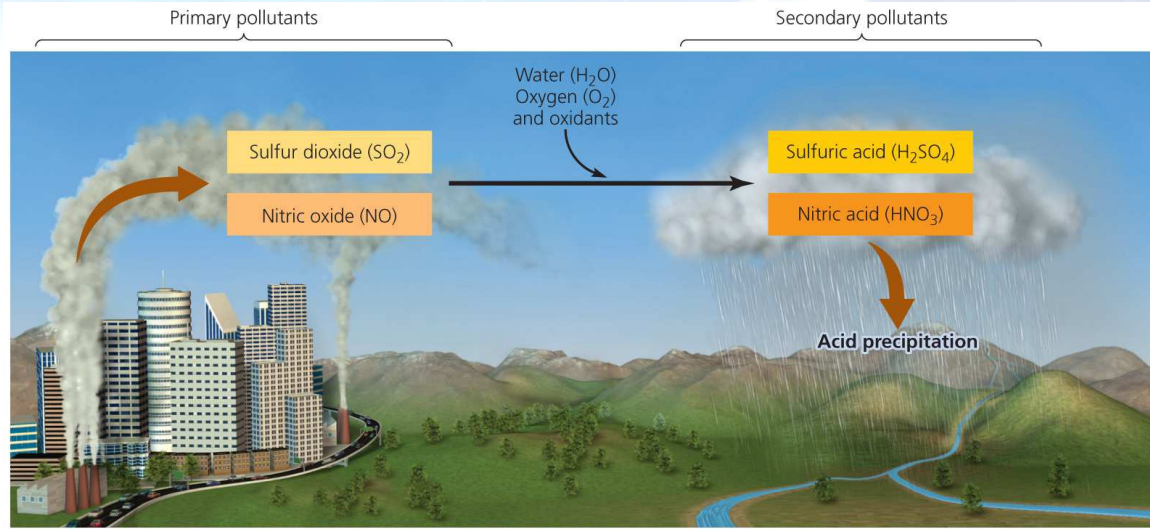 Primary pollutants
Secondary pollutants
Water (H₂O)
Oxygen (O₂)
and oxidants
Sulfur dioxide (SO₂)
Nitric oxide (NO)
Sulfuric acid (H₂SO₄)
Nitric acid (HNO₃)
Acid precipitation